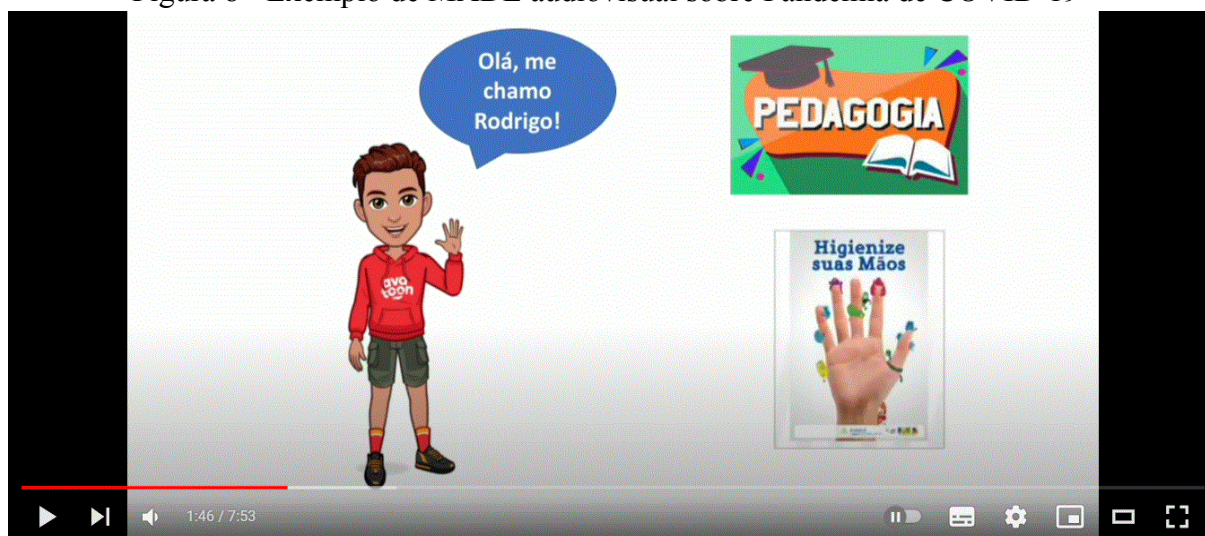 Olá, me
chamo
Rodrigo!
PEDAGOGIA
Higienize
suas Mãos
ava
toon
1:46 / 7:53